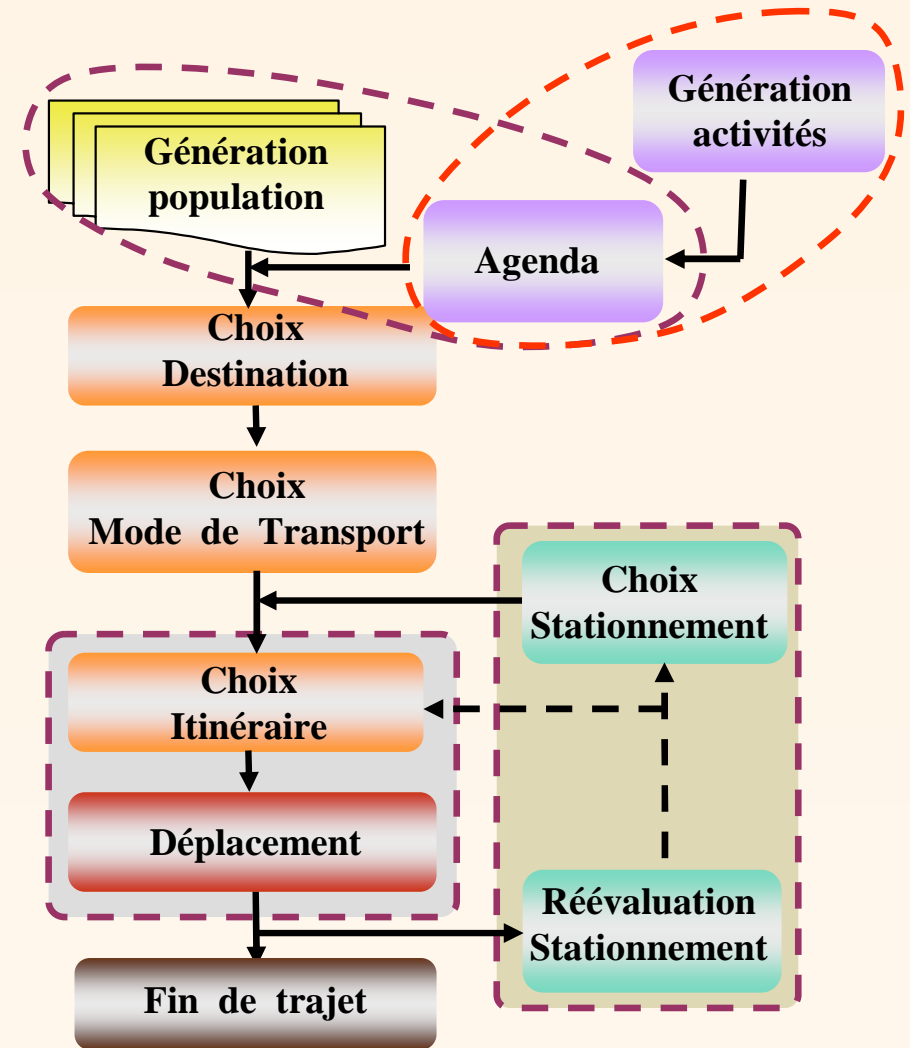 Génération
activités
Génération
population
Agenda
Choix
Destination
Choix
Mode de Transport
Choix
Stationnement
Choix
Itinéraire
Déplacement
Réévaluation
Stationnement
Fin de trajet